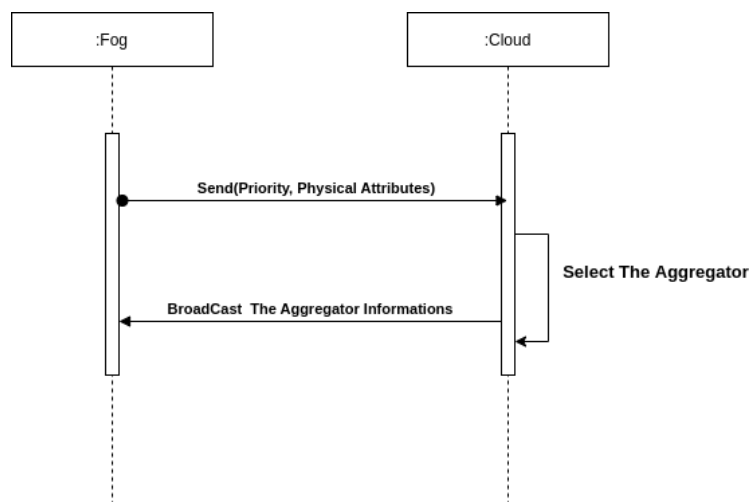 :Fog
:Cloud
Send(Priority, Physical Attributes)
Select The Aggregator
BroadCast The Aggregator Informations